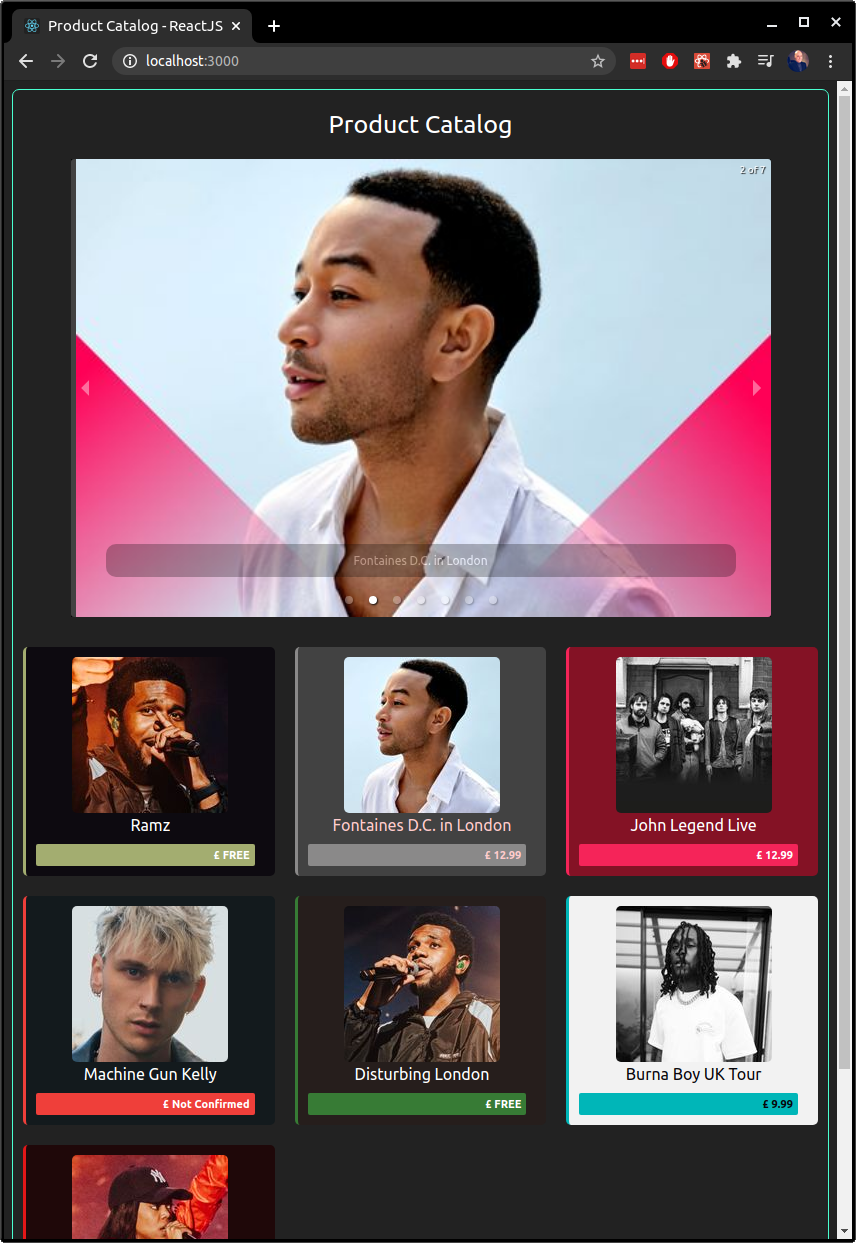 Product Catalog - ReactJS
localhost:3000
Product Catalog
2 of 7
Fontaines D.C. in London
Ramz
£ FREE
Fontaines D.C. in London
£ 12.99
John Legend Live
£ 12.99
Machine Gun Kelly
£ Not Confirmed
Disturbing London
£ FREE
Burna Boy UK Tour
£ 9.99